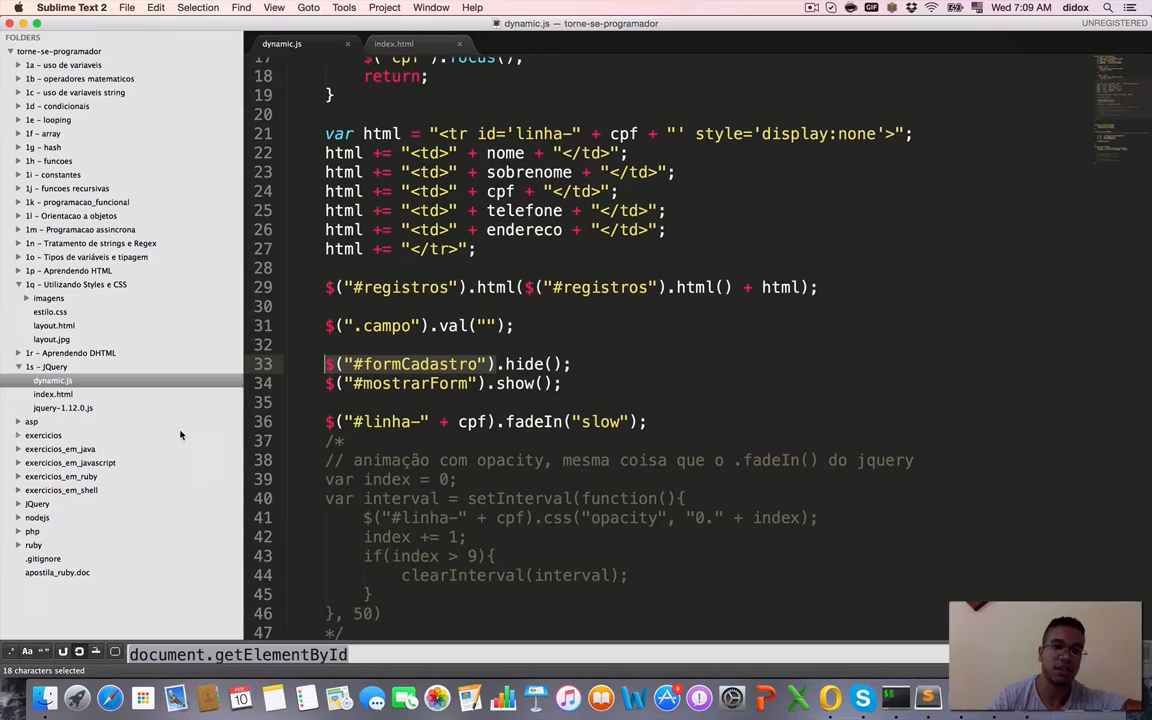 Sublime Text 2 File Edit Selection Find View Goto Tools Project Window Help
Wed 7:09 AM didox
dynamic.js — torne-se-programador
UNREGISTERED
FOLDERS
torne-se-programador
1a - uso de variaveis
1b - operadores matematicos
1c - uso de variaveis string
1d - condicionais
1e - looping
1f - array
1g - hash
1h - funcoes
1i - constantes
1j - funcoes recursivas
1k - programacao_funcional
1l - Orientacao a objetos
1m - Programacao assincrona
1n - Tratamento de strings e Regex
1o - Tipos de variáveis e tipagem
1p - Aprendendo HTML
1q - Utilizando Styles e CSS
imagens
estilo.css
layout.html
layout.jpg
1r - Aprendendo DHTML
1s - JQuery
dynamic.js
index.html
jquery-1.12.0.js
asp
exercicios
exercicios_em_java
exercicios_em_javascript
exercicios_em_ruby
exercicios_em_shell
JQuery
nodejs
php
ruby
.gitignore
apostila_ruby.doc
dynamic.js
index.html
17 $("cpf").focus();
18 return;
19 }
20
21 var html = "<tr id='linha-" + cpf + "' style='display:none'>";
22 html += "<td>" + nome + "</td>";
23 html += "<td>" + sobrenome + "</td>";
24 html += "<td>" + cpf + "</td>";
25 html += "<td>" + telefone + "</td>";
26 html += "<td>" + endereco + "</td>";
27 html += "</tr>";
28
29 $("#registros").html($("#registros").html() + html);
30
31 $(".campo").val("");
32
33 $("#formCadastro").hide();
34 $("#mostrarForm").show();
35
36 $("#linha-" + cpf).fadeIn("slow");
37 /*
38 // animação com opacity, mesma coisa que o .fadeIn() do jquery
39 var index = 0;
40 var interval = setInterval(function(){
41 $("#linha-" + cpf).css("opacity", "0." + index);
42 index += 1;
43 if(index > 9){
44 clearInterval(interval);
45 }
46 }, 50)
47 */
document.getElementById
18 characters selected